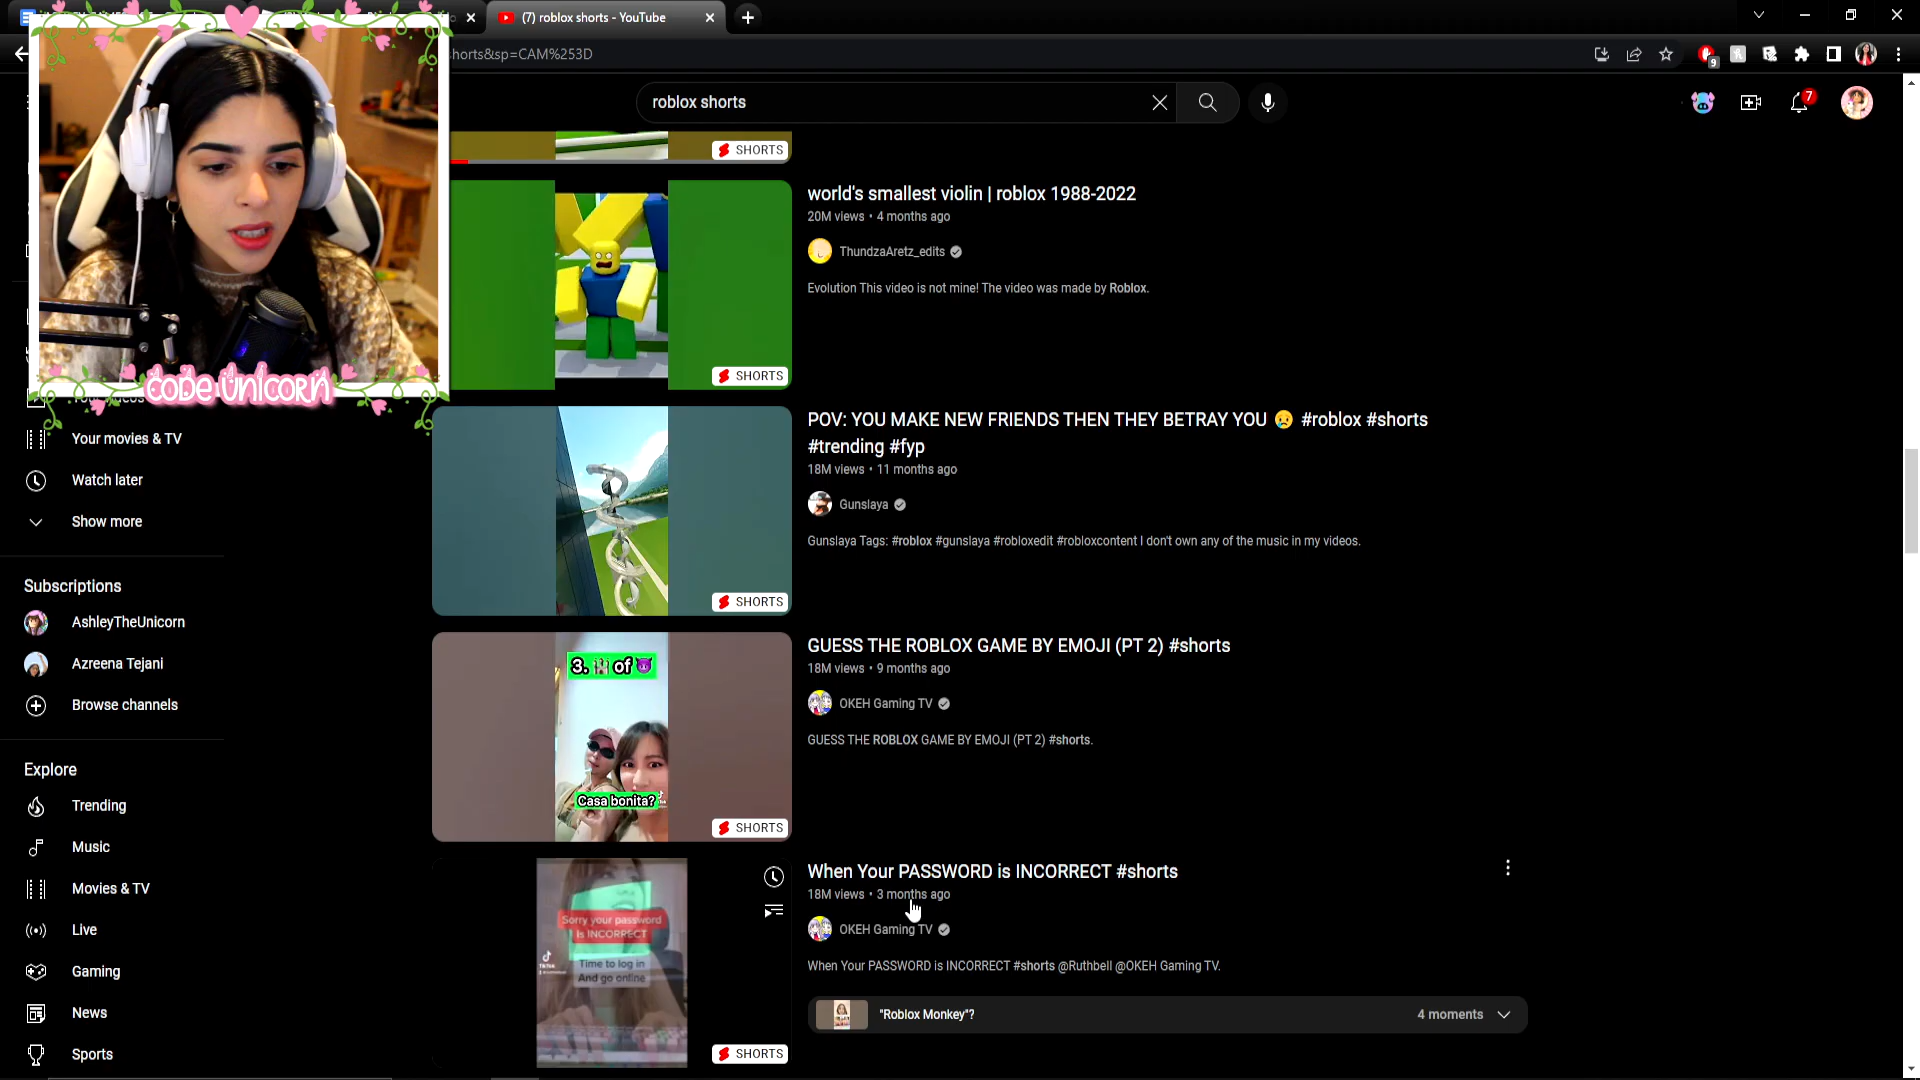 (7) roblox shorts - YouTube
horts&sp=CAM%253D
9
roblox shorts
7
SHORTS
world's smallest violin | roblox 1988-2022
20M views • 4 months ago
ThundzaAretz_edits
Evolution This video is not mine! The video was made by Roblox.
SHORTS
CODE UNICORN
Your movies & TV
Watch later
Show more
POV: YOU MAKE NEW FRIENDS THEN THEY BETRAY YOU 😥 #roblox #shorts
#trending #fyp
18M views • 11 months ago
Gunslaya
Gunslaya Tags: #roblox #gunslaya #robloxedit #robloxcontent I don't own any of the music in my videos.
SHORTS
Subscriptions
AshleyTheUnicorn
Azreena Tejani
Browse channels
3. of 😈
Casa bonita?
SHORTS
GUESS THE ROBLOX GAME BY EMOJI (PT 2) #shorts
18M views • 9 months ago
OKEH Gaming TV
GUESS THE ROBLOX GAME BY EMOJI (PT 2) #shorts.
Explore
Trending
Music
Movies & TV
Live
Gaming
News
Sports
Sorry your password
Is INCORRECT
Time to log in
And go online
SHORTS
When Your PASSWORD is INCORRECT #shorts
18M views • 3 months ago
OKEH Gaming TV
When Your PASSWORD is INCORRECT #shorts @Ruthbell @OKEH Gaming TV.
"Roblox Monkey"?
4 moments